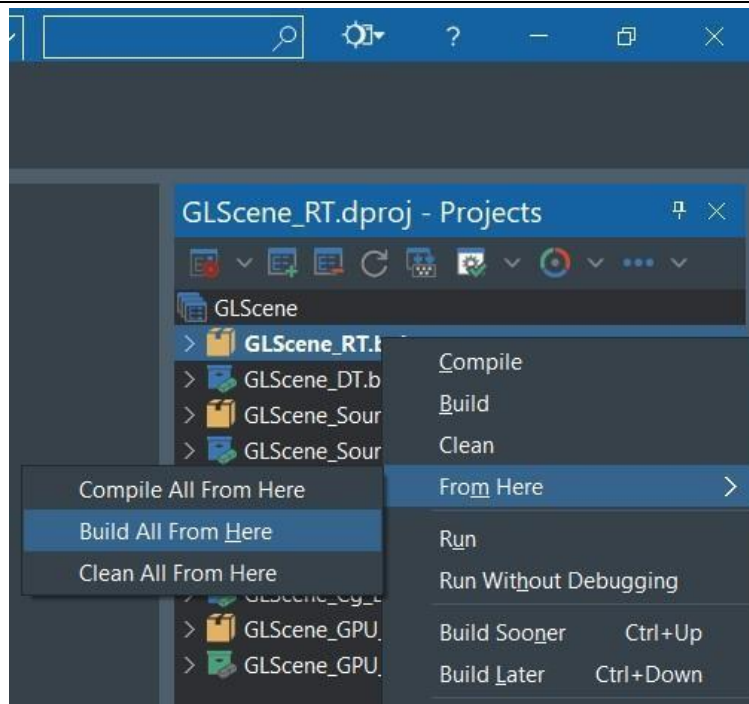 ?
GLScene_RT.dproj - Projects
GLScene
GLScene_RT.b
GLScene_DT.b
GLScene_Sour
GLScene_Sour
GLScene_Cg_
GLScene_GPU_
GLScene_GPU_
Compile
Build
Clean
From Here
Run
Run Without Debugging
Build Sooner Ctrl+Up
Build Later Ctrl+Down
Compile All From Here
Build All From Here
Clean All From Here